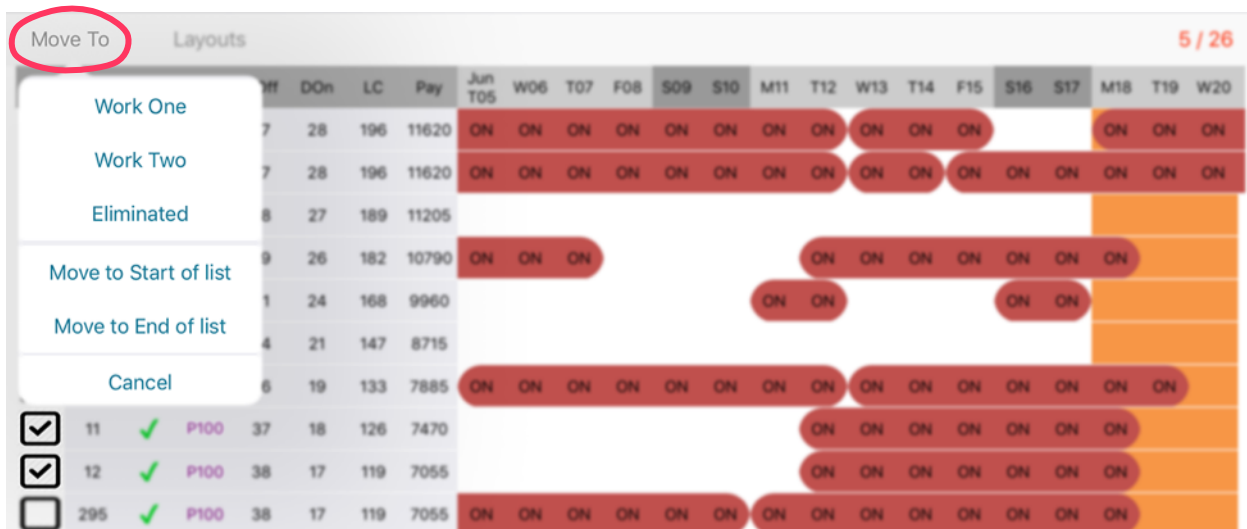 Move To Layouts 5 / 26
Off DOn LC Pay Jun T05 W06 T07 F08 S09 S10 M11 T12 W13 T14 F15 S16 S17 M18 T19 W20
Work One
7 28 196 11620 ON ON ON ON ON ON ON ON ON ON ON ON ON ON
Work Two
7 28 196 11620 ON ON ON ON ON ON ON ON ON ON ON ON ON ON ON ON
Eliminated
8 27 189 11205
9 26 182 10790 ON ON ON ON ON ON ON ON ON ON
Move to Start of list
1 24 168 9960 ON ON ON ON
Move to End of list
4 21 147 8715
Cancel
6 19 133 7885 ON ON ON ON ON ON ON ON ON ON ON ON ON ON ON
11 P100 37 18 126 7470 ON ON ON ON ON ON ON
12 P100 38 17 119 7055 ON ON ON ON ON ON ON
295 P100 38 17 119 7055 ON ON ON ON ON ON ON ON ON ON ON ON ON ON